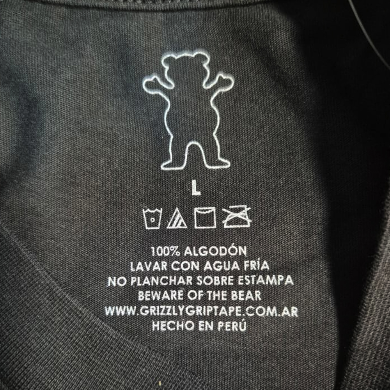 L
100% ALGODÓN
LAVAR CON AGUA FRÍA
NO PLANCHAR SOBRE ESTAMPA
BEWARE OF THE BEAR
WWW.GRIZZLYGRIPTAPE.COM.AR
HECHO EN PERÚ